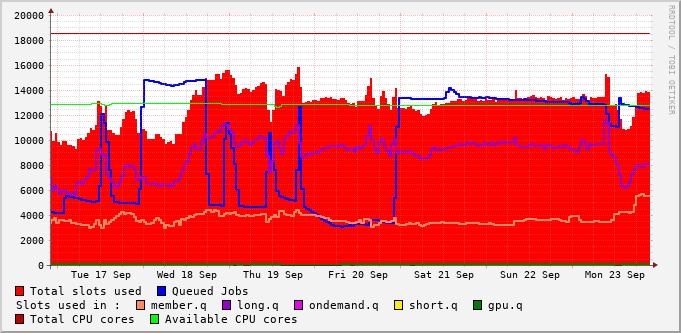 20000
18000
16000
14000
12000
10000
8000
6000
4000
2000
0
Tue 17 Sep Wed 18 Sep Thu 19 Sep Fri 20 Sep Sat 21 Sep Sun 22 Sep Mon 23 Sep
RRDTOOL / TOBI OETIKER
Total slots used Queued Jobs
Slots used in : member.q long.q ondemand.q short.q gpu.q
Total CPU cores Available CPU cores